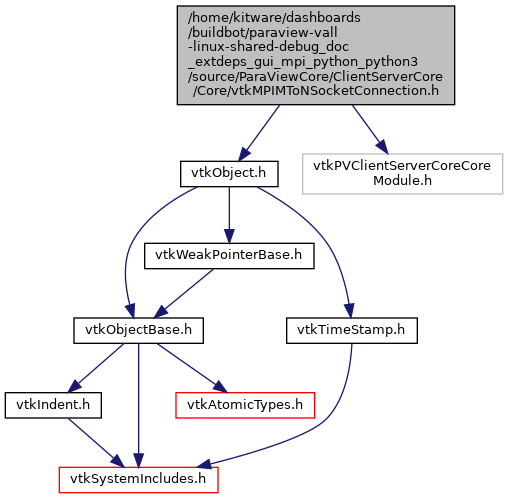 /home/kitware/dashboards
/buildbot/paraview-vall
-linux-shared-debug_doc
_extdeps_gui_mpi_python_python3
/source/ParaViewCore/ClientServerCore
/Core/vtkMPIMToNSocketConnection.h
vtkObject.h
vtkPVClientServerCoreCore
Module.h
vtkWeakPointerBase.h
vtkObjectBase.h
vtkTimeStamp.h
vtkIndent.h
vtkAtomicTypes.h
vtkSystemIncludes.h